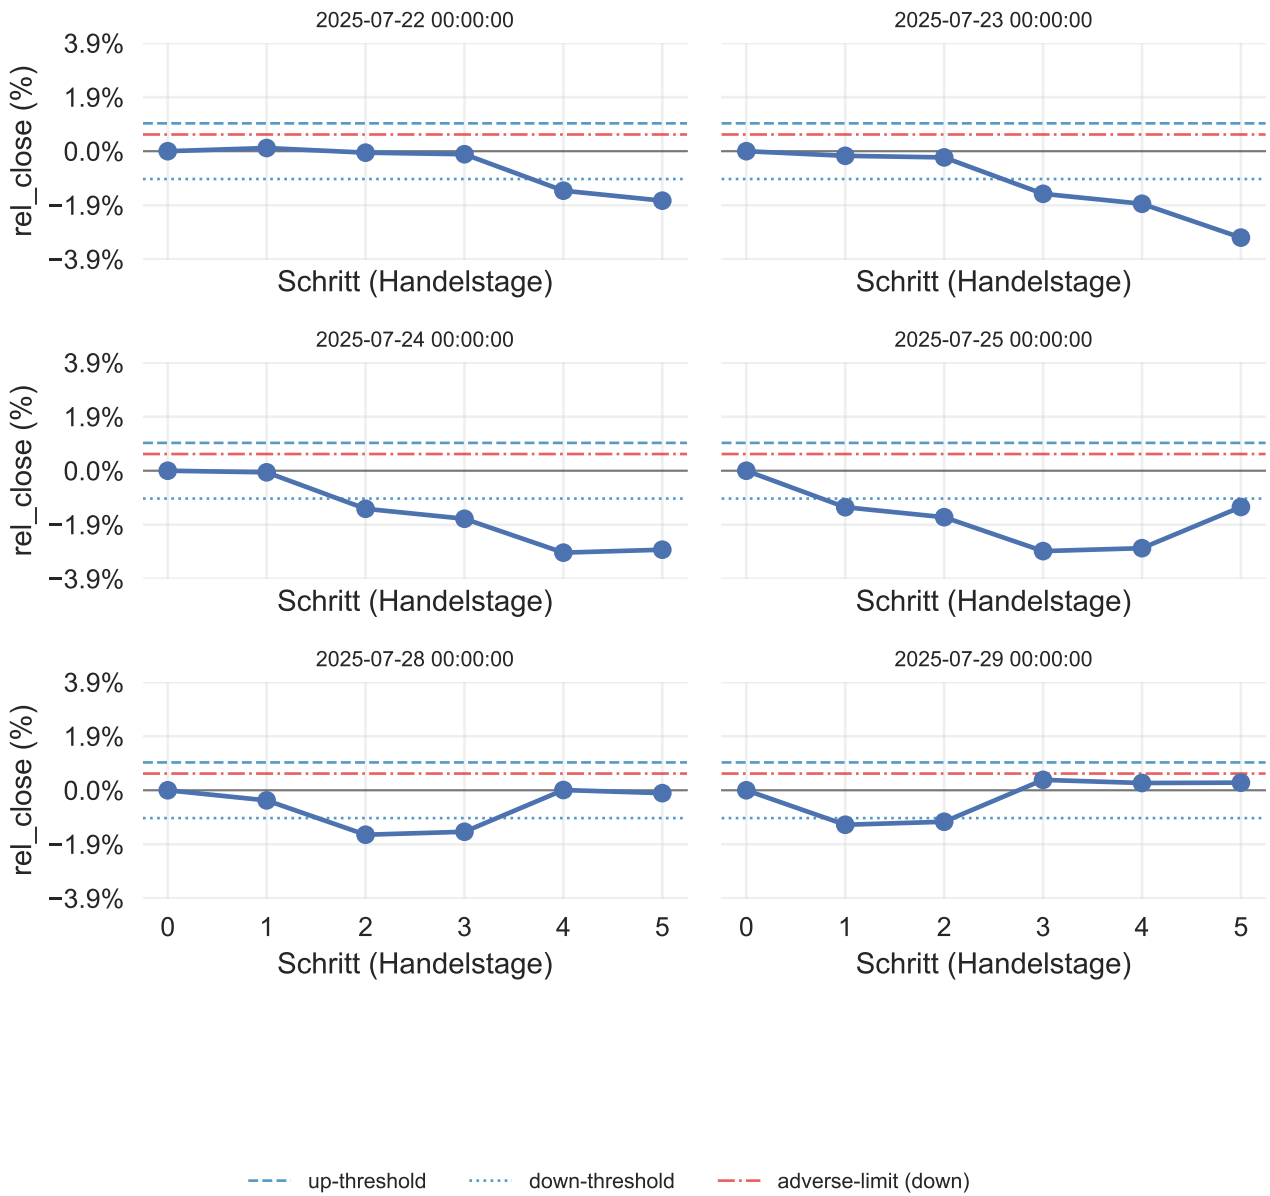 2025-07-22 00:00:00
2025-07-23 00:00:00
3.9%
1.9%
0.0%
−1.9%
−3.9%
rel_close (%)
Schritt (Handelstage)
Schritt (Handelstage)
2025-07-24 00:00:00
2025-07-25 00:00:00
3.9%
1.9%
0.0%
−1.9%
−3.9%
rel_close (%)
Schritt (Handelstage)
Schritt (Handelstage)
2025-07-28 00:00:00
2025-07-29 00:00:00
3.9%
1.9%
0.0%
−1.9%
−3.9%
rel_close (%)
0 1 2 3 4 5
0 1 2 3 4 5
Schritt (Handelstage)
Schritt (Handelstage)
up-threshold
down-threshold
adverse-limit (down)